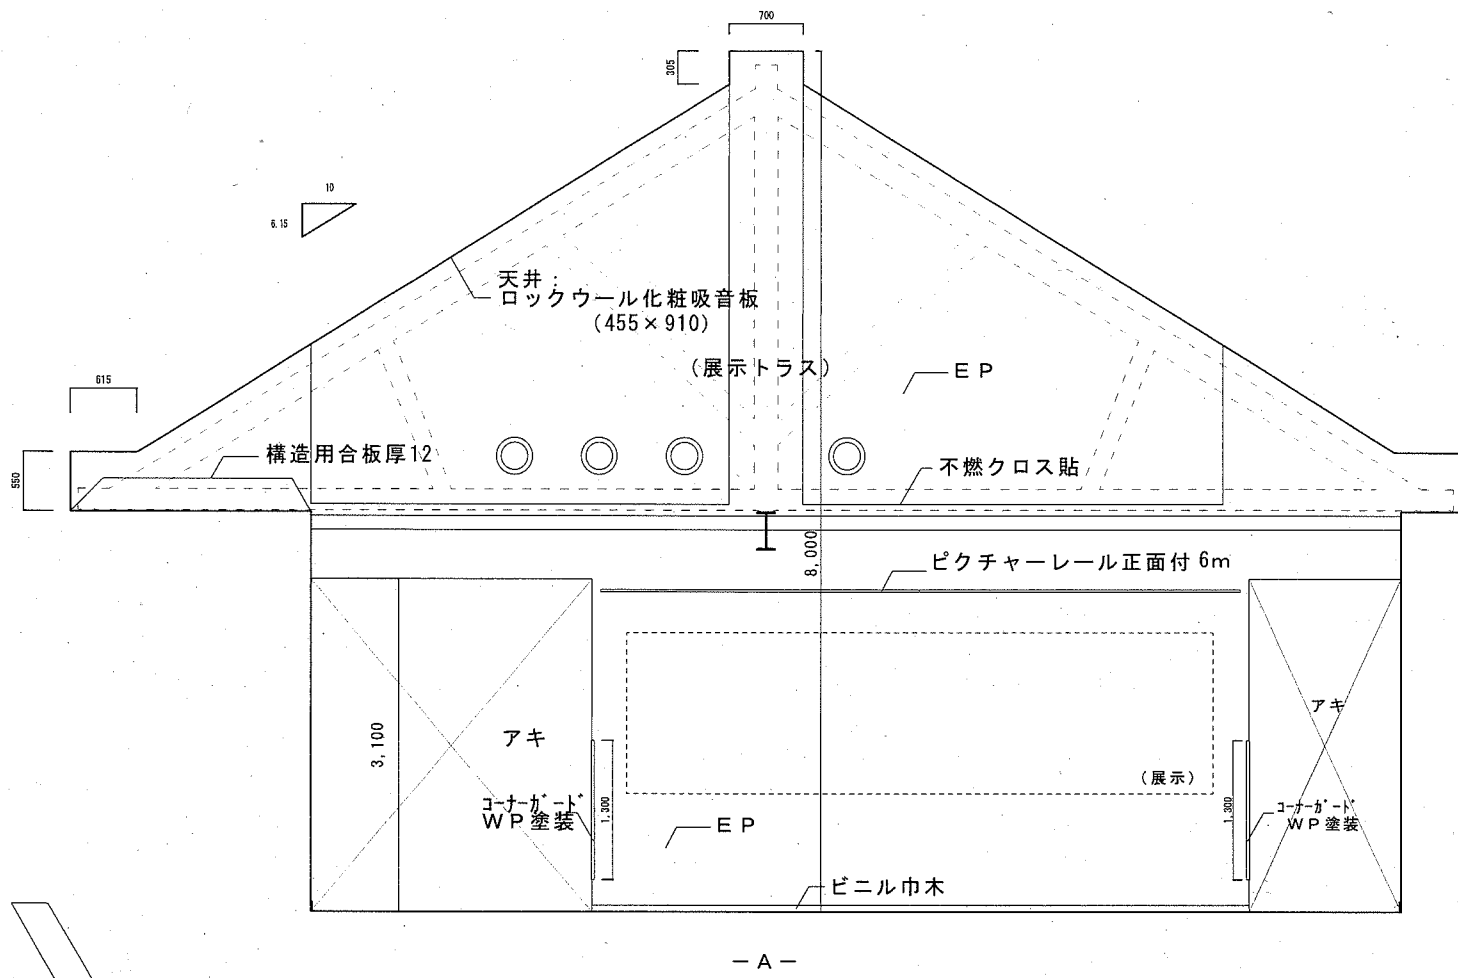 700
305
10
6.15
天井：
ロックウール化粧吸音板
(455×910)
(展示トラス)
EP
615
構造用合板厚12
550
不燃クロス貼
8,000
ピクチャーレール正面付 6m
アキ
アキ
3,100
(展示)
コーナーガード
WP塗装
1,300
EP
1,300
コーナーガード
WP塗装
ビニル巾木
－A－